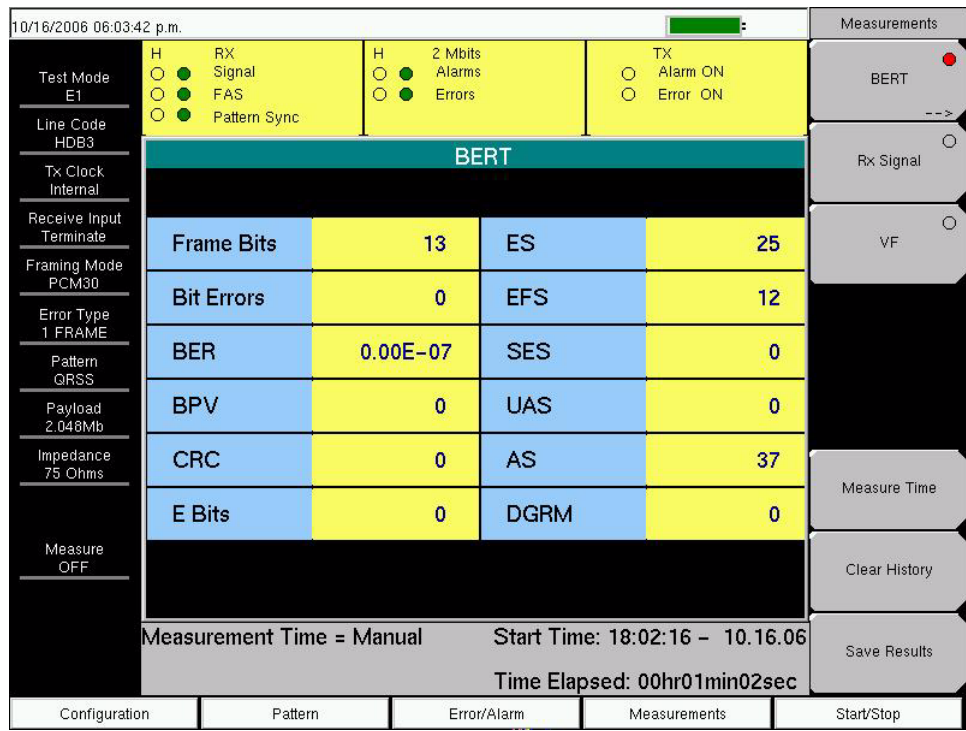 10/16/2006 06:03:42 p.m.
Measurements
Test Mode
E1
Line Code
HDB3
Tx Clock
Internal
Receive Input
Terminate
Framing Mode
PCM30
Error Type
1 FRAME
Pattern
QRSS
Payload
2.048Mb
Impedance
75 Ohms
Measure
OFF
H RX
Signal
FAS
Pattern Sync
H 2 Mbits
Alarms
Errors
TX
Alarm ON
Error ON
BERT
Frame Bits 13 ES 25
Bit Errors 0 EFS 12
BER 0.00E-07 SES 0
BPV 0 UAS 0
CRC 0 AS 37
E Bits 0 DGRM 0
Measurement Time = Manual Start Time: 18:02:16 - 10.16.06
Time Elapsed: 00hr01min02sec
BERT
-->
Rx Signal
VF
Measure Time
Clear History
Save Results
Configuration Pattern Error/Alarm Measurements Start/Stop